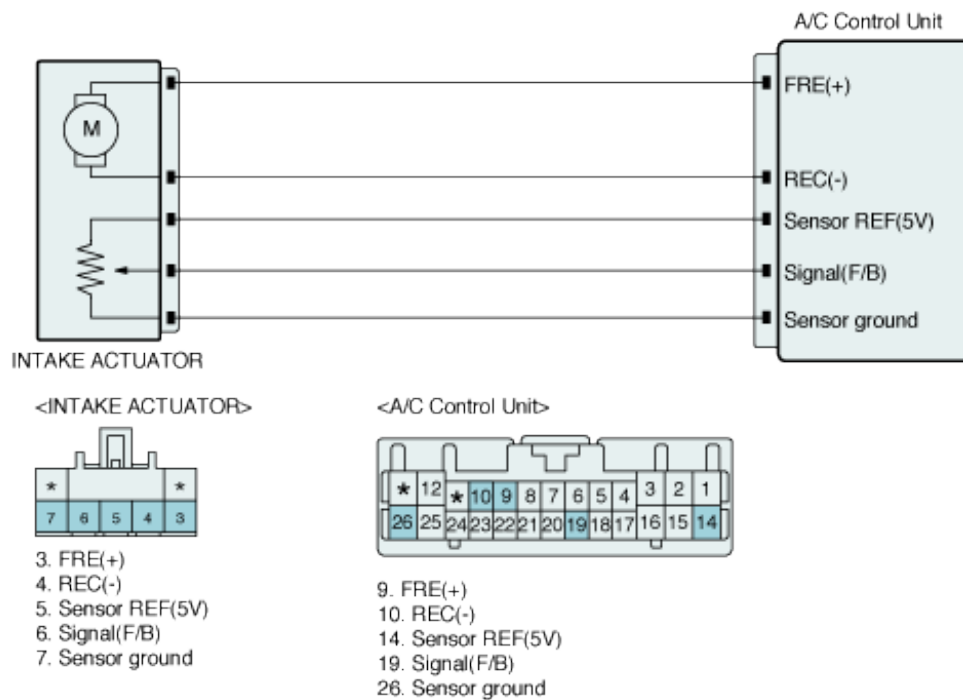 A/C Control Unit
FRE(+)
M
REC(-)
Sensor REF(5V)
Signal(F/B)
Sensor ground
INTAKE ACTUATOR
<INTAKE ACTUATOR>
* *
7 6 5 4 3
3. FRE(+)
4. REC(-)
5. Sensor REF(5V)
6. Signal(F/B)
7. Sensor ground
<A/C Control Unit>
* 12 * 10 9 8 7 6 5 4 3 2 1
26 25 24 23 22 21 20 19 18 17 16 15 14
9. FRE(+)
10. REC(-)
14. Sensor REF(5V)
19. Signal(F/B)
26. Sensor ground